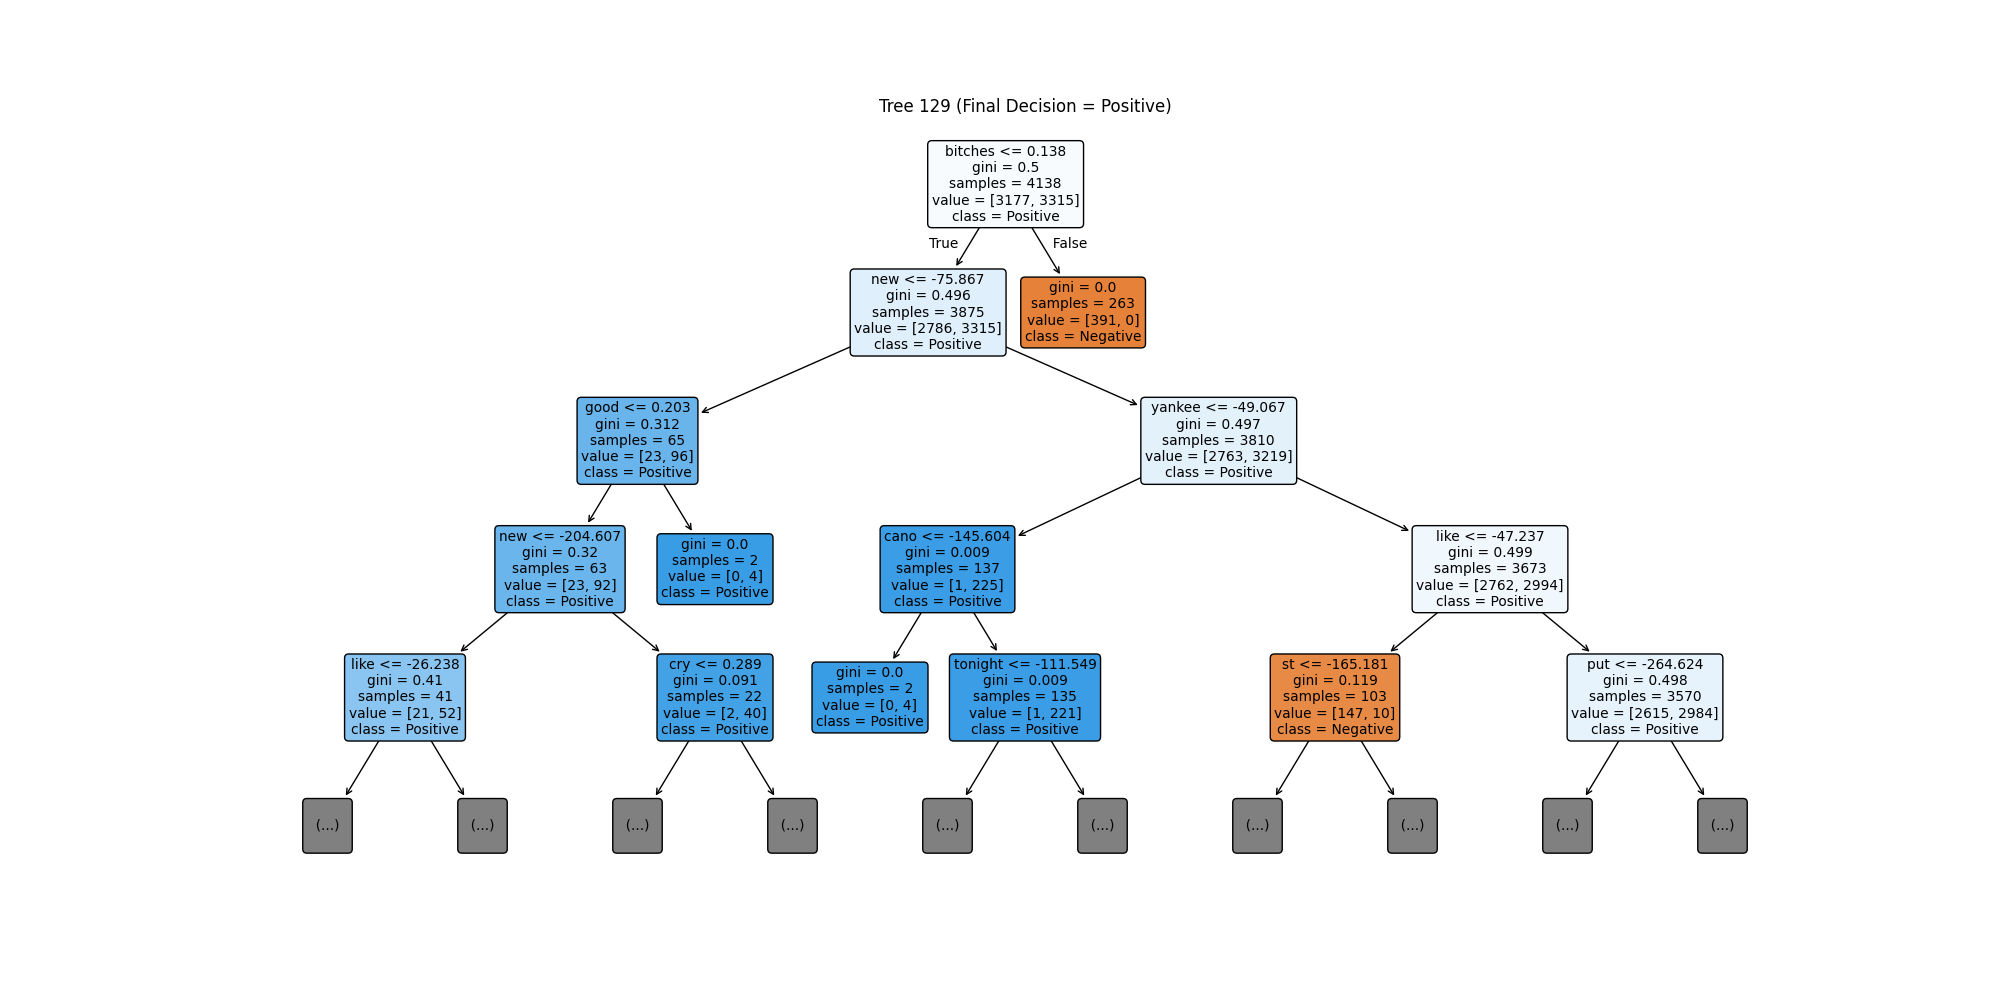 Tree 129 (Final Decision = Positive)
bitches <= 0.138
gini = 0.5
samples = 4138
value = [3177, 3315]
class = Positive
True
False
new <= -75.867
gini = 0.496
samples = 3875
value = [2786, 3315]
class = Positive
gini = 0.0
samples = 263
value = [391, 0]
class = Negative
good <= 0.203
gini = 0.312
samples = 65
value = [23, 96]
class = Positive
yankee <= -49.067
gini = 0.497
samples = 3810
value = [2763, 3219]
class = Positive
new <= -204.607
gini = 0.32
samples = 63
value = [23, 92]
class = Positive
gini = 0.0
samples = 2
value = [0, 4]
class = Positive
cano <= -145.604
gini = 0.009
samples = 137
value = [1, 225]
class = Positive
like <= -47.237
gini = 0.499
samples = 3673
value = [2762, 2994]
class = Positive
like <= -26.238
gini = 0.41
samples = 41
value = [21, 52]
class = Positive
cry <= 0.289
gini = 0.091
samples = 22
value = [2, 40]
class = Positive
gini = 0.0
samples = 2
value = [0, 4]
class = Positive
tonight <= -111.549
gini = 0.009
samples = 135
value = [1, 221]
class = Positive
st <= -165.181
gini = 0.119
samples = 103
value = [147, 10]
class = Negative
put <= -264.624
gini = 0.498
samples = 3570
value = [2615, 2984]
class = Positive
(...)
(...)
(...)
(...)
(...)
(...)
(...)
(...)
(...)
(...)